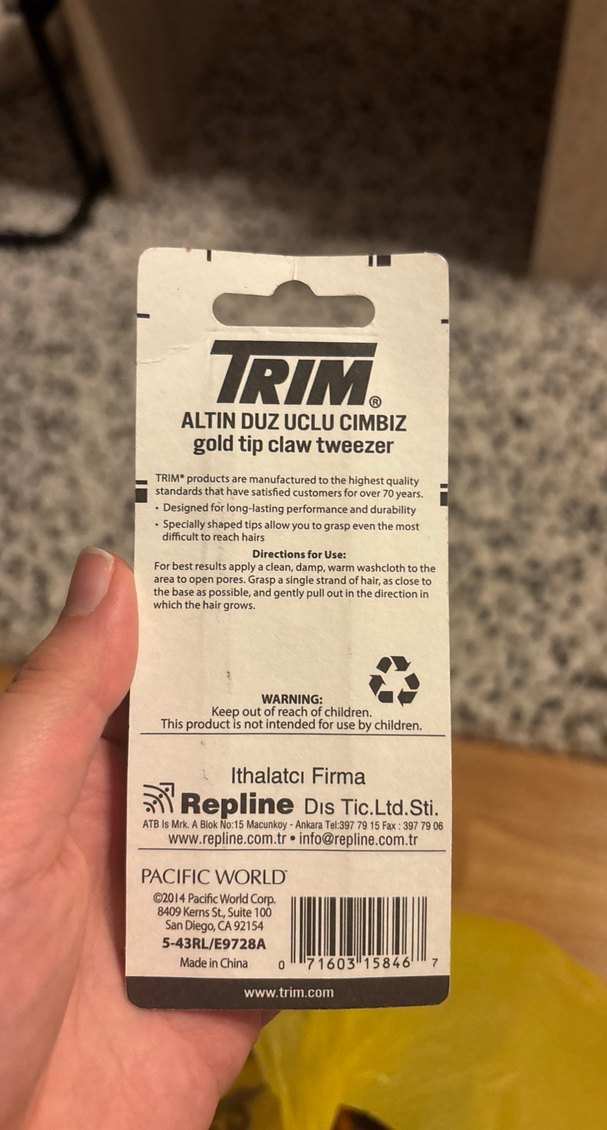 TRIM®
ALTIN DUZ UCLU CIMBIZ
gold tip claw tweezer
TRIM® products are manufactured to the highest quality
standards that have satisfied customers for over 70 years.
• Designed for long-lasting performance and durability
• Specially shaped tips allow you to grasp even the most
difficult to reach hairs
Directions for Use:
For best results apply a clean, damp, warm washcloth to the
area to open pores. Grasp a single strand of hair, as close to
the base as possible, and gently pull out in the direction in
which the hair grows.
WARNING:
Keep out of reach of children.
This product is not intended for use by children.
Ithalatcı Firma
Repline Dıs Tic.Ltd.Sti.
ATB Is Mrk. A Blok No:15 Macunkoy - Ankara Tel:397 79 15 Fax : 397 79 06
www.repline.com.tr • info@repline.com.tr
PACIFIC WORLD™
©2014 Pacific World Corp.
8409 Kerns St., Suite 100
San Diego, CA 92154
5-43RL/E9728A
Made in China
0 71603 15846 7
www.trim.com